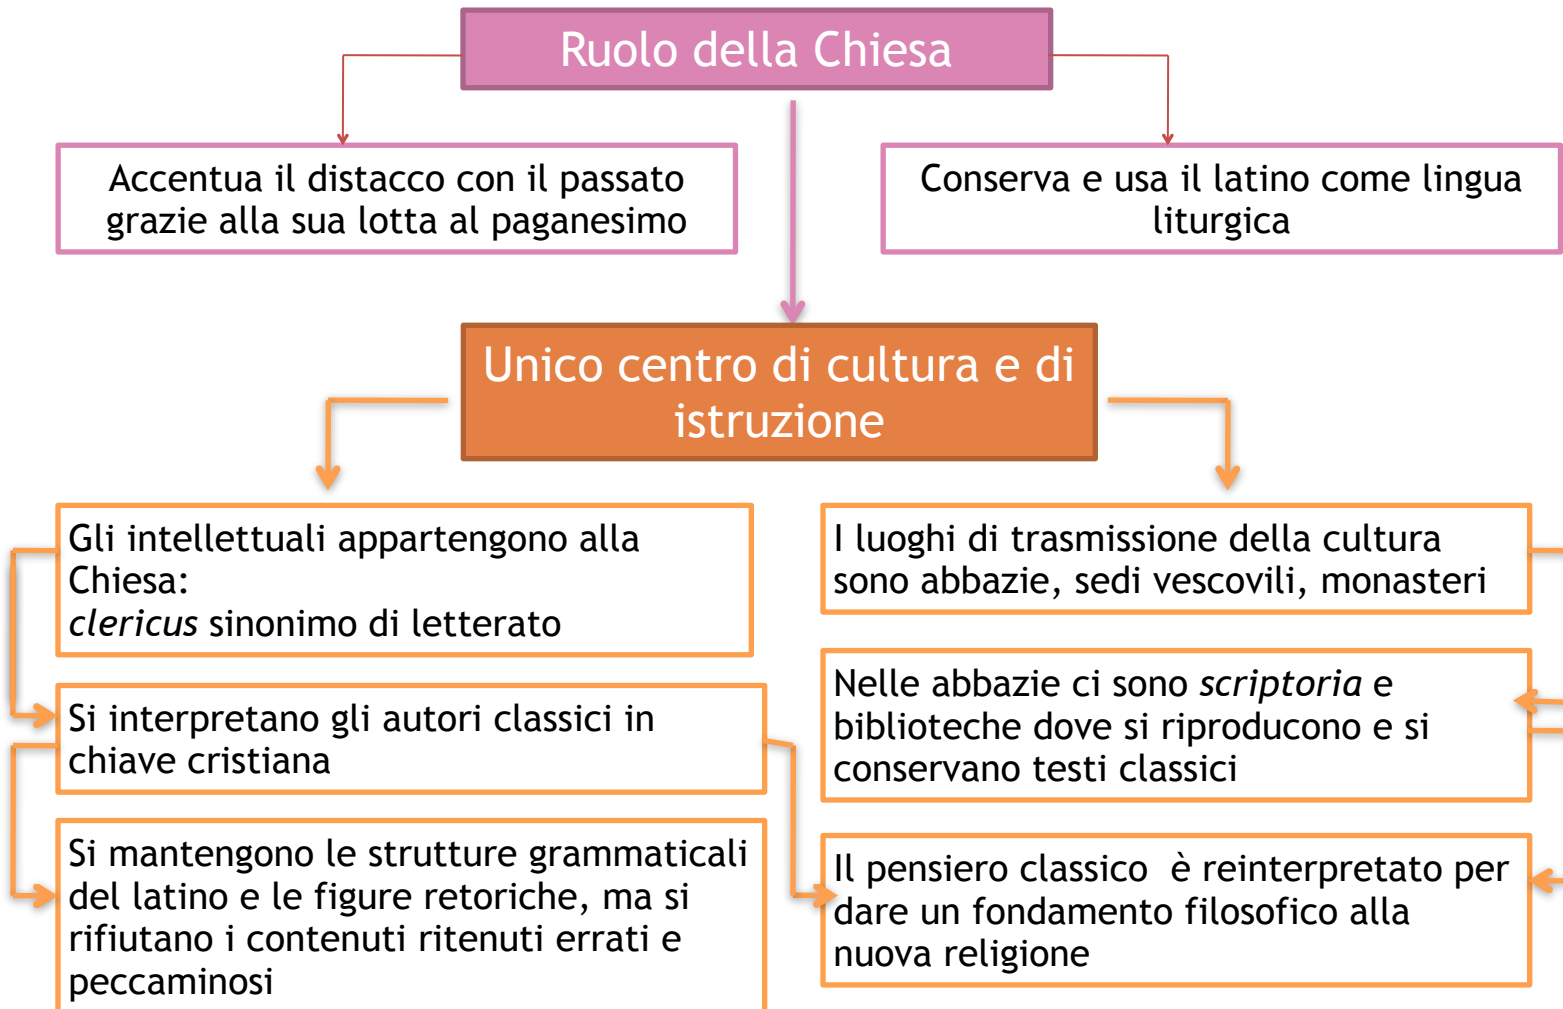 Ruolo della Chiesa
Accentua il distacco con il passato
grazie alla sua lotta al paganesimo
Conserva e usa il latino come lingua
liturgica
Unico centro di cultura e di
istruzione
Gli intellettuali appartengono alla
Chiesa:
clericus sinonimo di letterato
Si interpretano gli autori classici in
chiave cristiana
Si mantengono le strutture grammaticali
del latino e le figure retoriche, ma si
rifiutano i contenuti ritenuti errati e
peccaminosi
I luoghi di trasmissione della cultura
sono abbazie, sedi vescovili, monasteri
Nelle abbazie ci sono scriptoria e
biblioteche dove si riproducono e si
conservano testi classici
Il pensiero classico è reinterpretato per
dare un fondamento filosofico alla
nuova religione